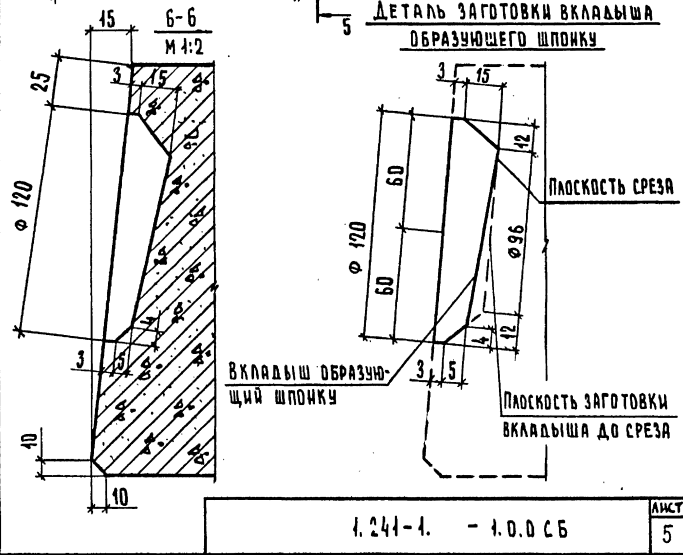 6-6
М 1:2
15
3
15
25
Ф 120
4
3
5
10
10
5
ДЕТАЛЬ ЗАГОТОВКИ ВКЛАДЫША
ОБРАЗУЮЩЕГО ШПОНКУ
3
15
12
ПЛОСКОСТЬ СРЕЗА
60
Ф 120
60
Ф96
4
12
3
5
ВКЛАДЫШ ОБРАЗУЮ-
ЩИЙ ШПОНКУ
ПЛОСКОСТЬ ЗАГОТОВКИ
ВКЛАДЫША ДО СРЕЗА
1.241-1. - 1.0.0 СБ
ЛИСТ
5